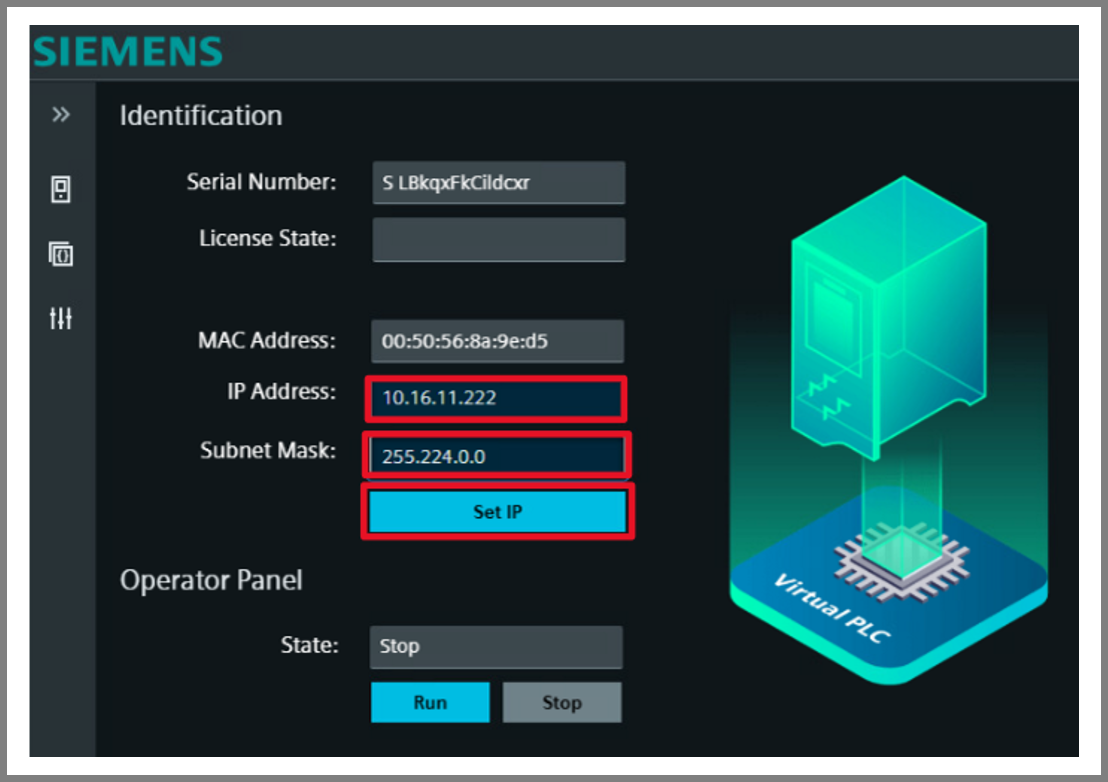 SIEMENS
Identification
Serial Number: S LBkqxFkCildcxr
License State:
MAC Address: 00:50:56:8a:9e:d5
IP Address: 10.16.11.222
Subnet Mask: 255.224.0.0
Set IP
Operator Panel
State: Stop
Run Stop
Virtual PLC